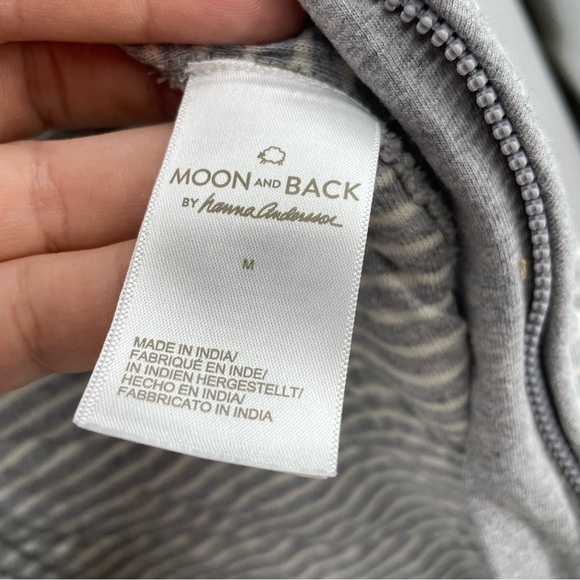 MOON AND BACK
BY hanna andersson
M
MADE IN INDIA/
FABRIQUÉ EN INDE/
IN INDIEN HERGESTELLT/
HECHO EN INDIA/
FABBRICATO IN INDIA